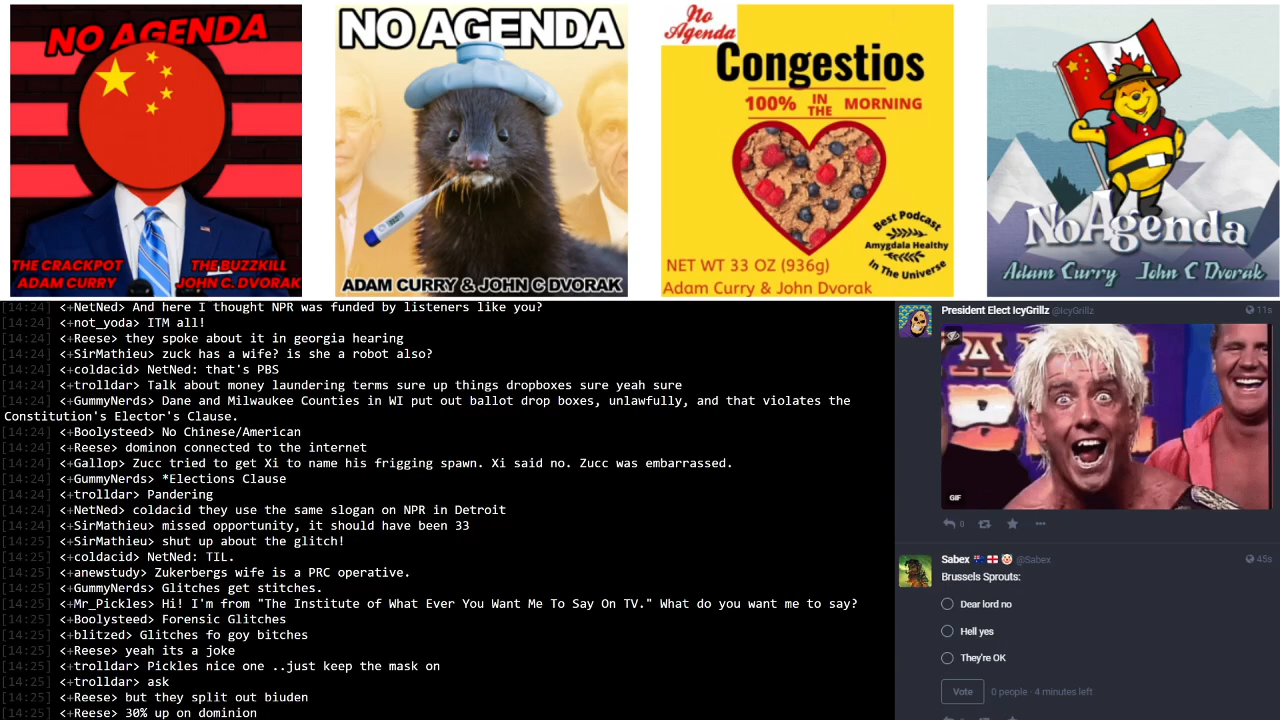 NO AGENDA
THE CRACKPOT
ADAM CURRY
THE BUZZKILL
JOHN C. DVORAK
NO AGENDA
ADAM CURRY & JOHN C DVORAK
No
Agenda
Congestios
100% IN THE MORNING
Best Podcast
Amygdala Healthy
In The Universe
NET WT 33 OZ (936g)
Adam Curry & John Dvorak
No Agenda
Adam Curry John C Dvorak
[14:24] <+NetNed> And here I thought NPR was funded by listeners like you?
[14:24] <+not_yoda> ITM all!
[14:24] <+Reese> they spoke about it in georgia hearing
[14:24] <+SirMathieu> zuck has a wife? is she a robot also?
[14:24] <+coldacid> NetNed: that's PBS
[14:24] <+trolldar> Talk about money laundering terms sure up things dropboxes sure yeah sure
[14:24] <+GummyNerds> Dane and Milwaukee Counties in WI put out ballot drop boxes, unlawfully, and that violates the
Constitution's Elector's Clause.
[14:24] <+Boolysteed> No Chinese/American
[14:24] <+Reese> dominon connected to the internet
[14:24] <+Gallop> Zucc tried to get Xi to name his frigging spawn. Xi said no. Zucc was embarrassed.
[14:24] <+GummyNerds> *Elections Clause
[14:24] <+trolldar> Pandering
[14:24] <+NetNed> coldacid they use the same slogan on NPR in Detroit
[14:24] <+SirMathieu> missed opportunity, it should have been 33
[14:25] <+SirMathieu> shut up about the glitch!
[14:25] <+coldacid> NetNed: TIL.
[14:25] <+anewstudy> Zukerbergs wife is a PRC operative.
[14:25] <+GummyNerds> Glitches get stitches.
[14:25] <+Mr_Pickles> Hi! I'm from "The Institute of What Ever You Want Me To Say On TV." What do you want me to say?
[14:25] <+Boolysteed> Forensic Glitches
[14:25] <+blitzed> Glitches fo goy bitches
[14:25] <+Reese> yeah its a joke
[14:25] <+trolldar> Pickles nice one ..just keep the mask on
[14:25] <+trolldar> ask
[14:25] <+Reese> but they split out biuden
[14:25] <+Reese> 30% up on dominion
President Elect IcyGrillz @IcyGrillz 11s
GIF
0
Sabex @Sabex 45s
Brussels Sprouts:
Dear lord no
Hell yes
They're OK
Vote 0 people · 4 minutes left